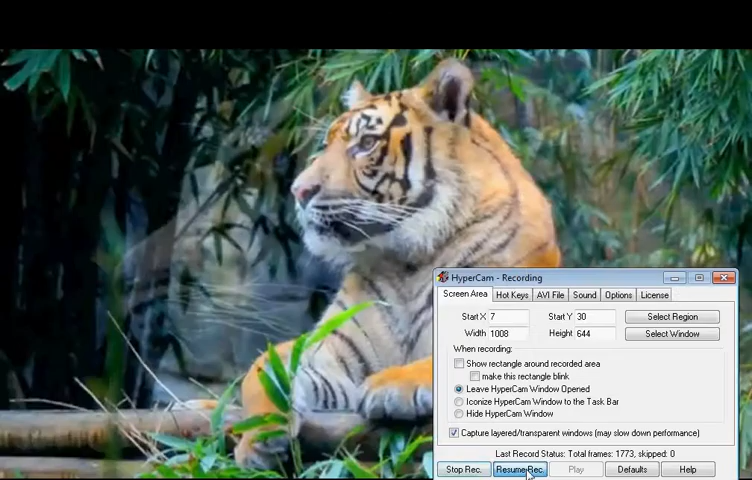 HyperCam - Recording
Screen Area Hot Keys AVI File Sound Options License
Start X 7 Start Y 30 Select Region
Width 1008 Height 644 Select Window
When recording:
Show rectangle around recorded area
make this rectangle blink
Leave HyperCam Window Opened
Iconize HyperCam Window to the Task Bar
Hide HyperCam Window
Capture layered/transparent windows (may slow down performance)
Last Record Status: Total frames: 1773, skipped: 0
Stop Rec. Resume Rec. Play Defaults Help